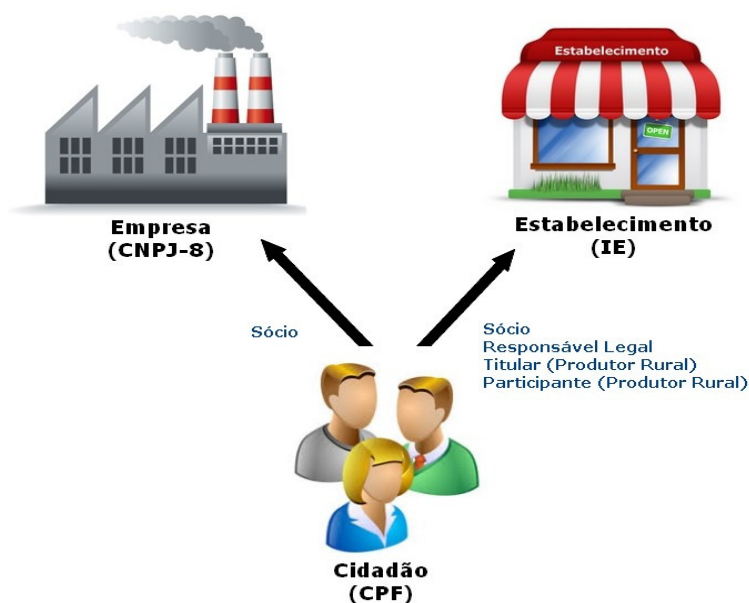 Estabelecimento
OPEN
Empresa
(CNPJ-8)
Estabelecimento
(IE)
Sócio
Sócio
Responsável Legal
Titular (Produtor Rural)
Participante (Produtor Rural)
Cidadão
(CPF)